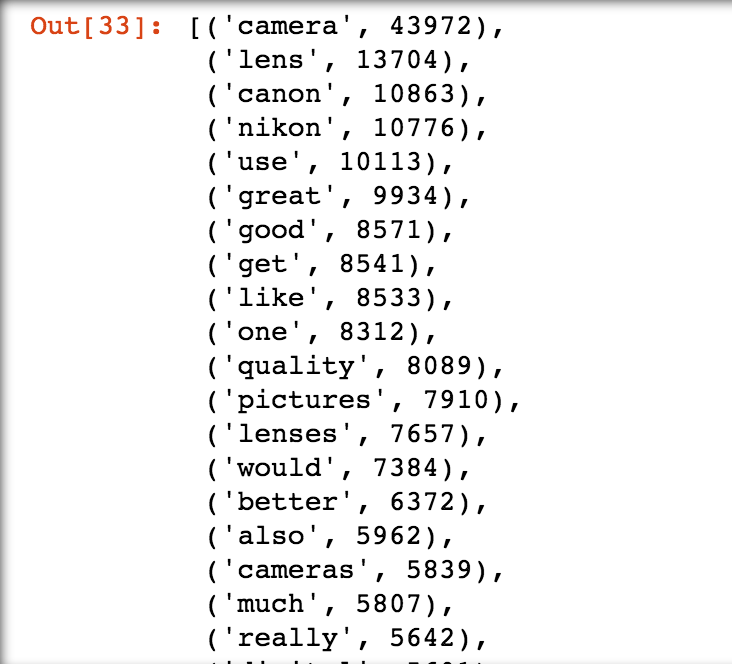 Out[33]: [('camera', 43972),
('lens', 13704),
('canon', 10863),
('nikon', 10776),
('use', 10113),
('great', 9934),
('good', 8571),
('get', 8541),
('like', 8533),
('one', 8312),
('quality', 8089),
('pictures', 7910),
('lenses', 7657),
('would', 7384),
('better', 6372),
('also', 5962),
('cameras', 5839),
('much', 5807),
('really', 5642),